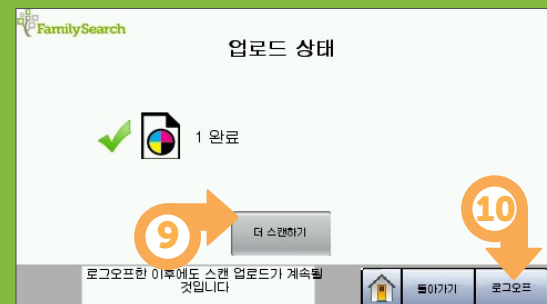 FamilySearch
업로드 상태
1 완료
더 스캔하기
9
10
로그오프한 이후에도 스캔 업로드가 계속될
것입니다
돌아가기
로그오프